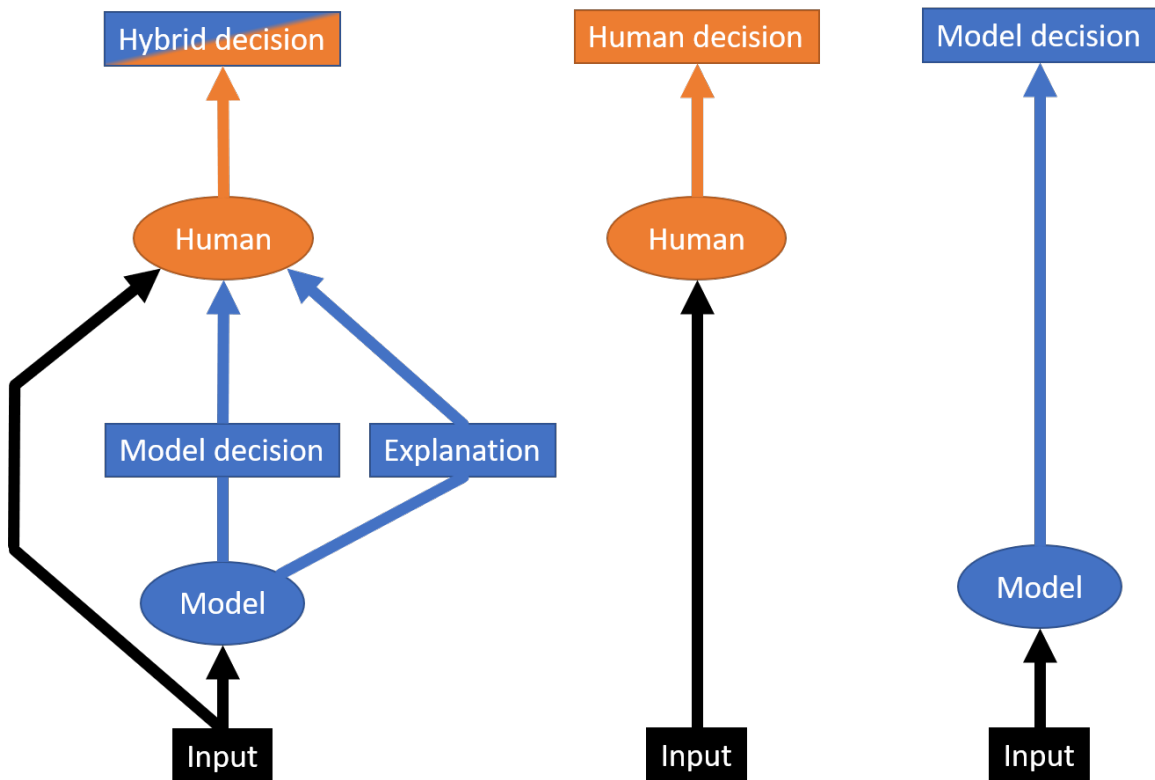 Hybrid decision
Human
Model decision
Explanation
Model
Input
Human decision
Human
Input
Model decision
Model
Input